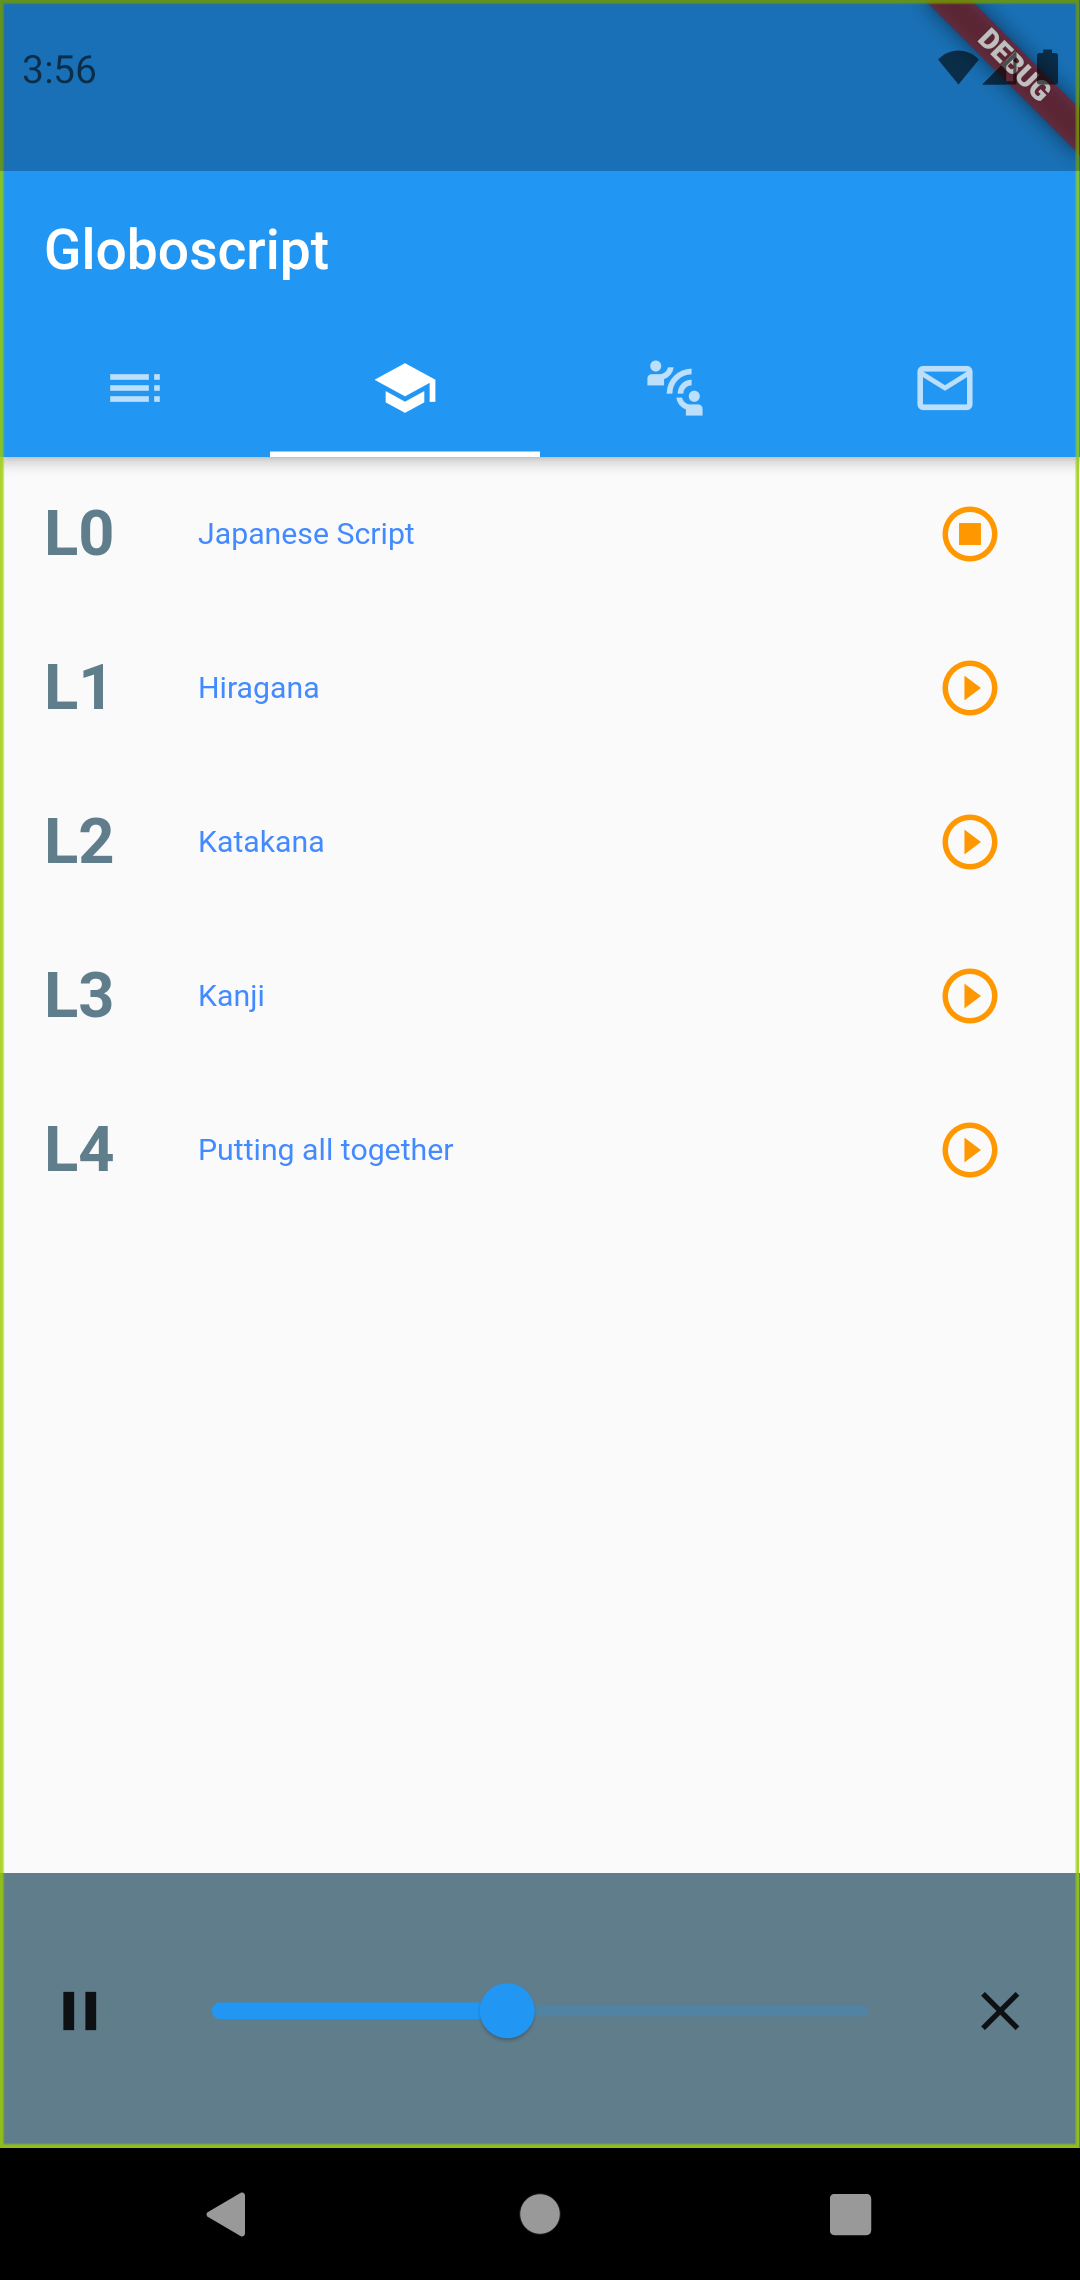 3:56
DEBUG
Globoscript
L0 Japanese Script
L1 Hiragana
L2 Katakana
L3 Kanji
L4 Putting all together